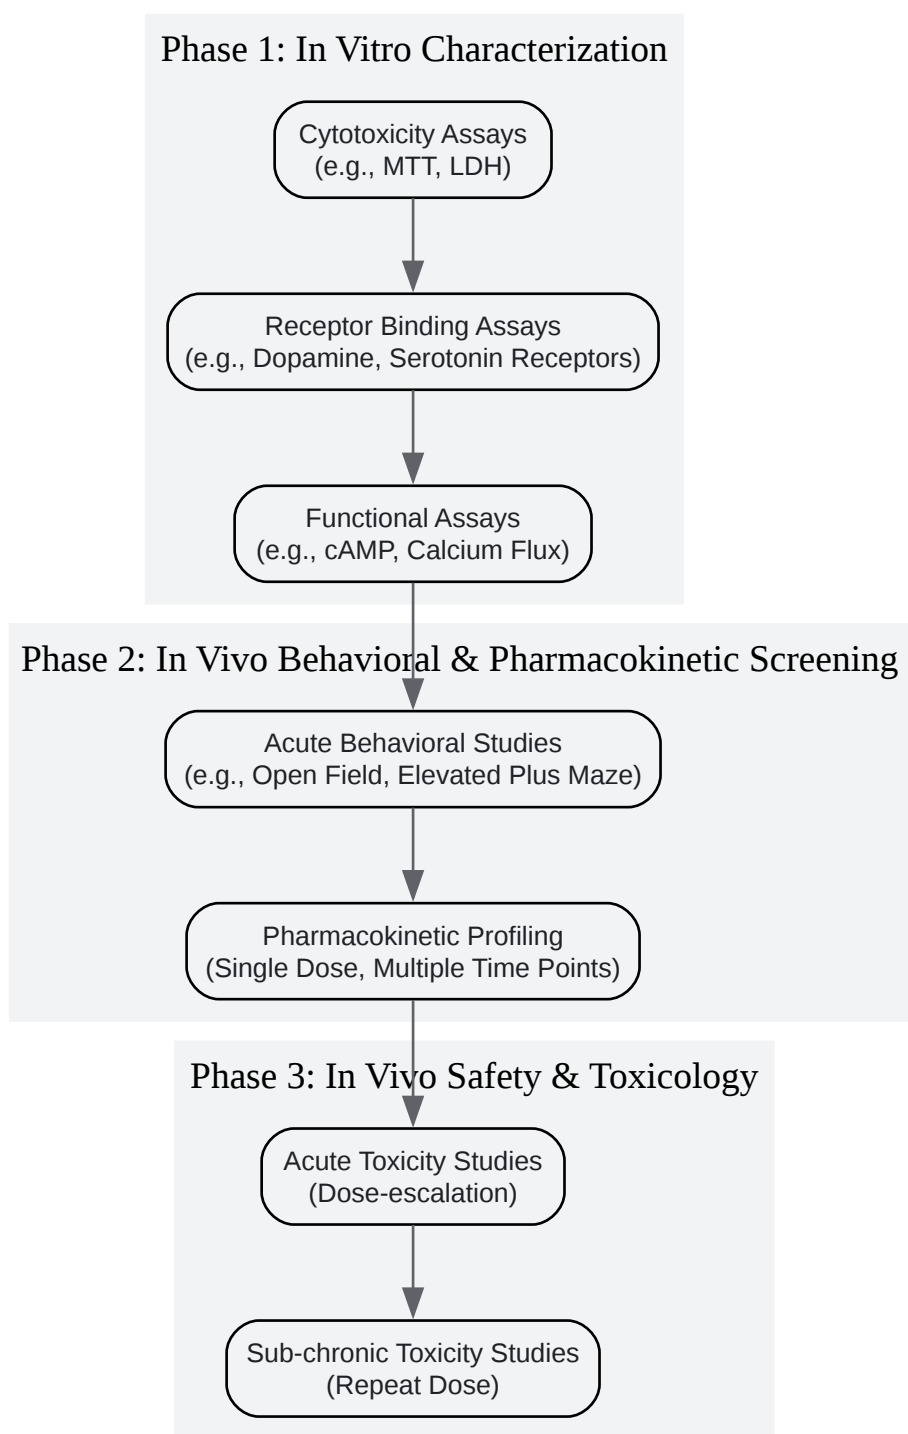 Phase 1: In Vitro Characterization
Cytotoxicity Assays
(e.g., MTT, LDH)
Receptor Binding Assays
(e.g., Dopamine, Serotonin Receptors)
Functional Assays
(e.g., cAMP, Calcium Flux)
Phase 2: In Vivo Behavioral & Pharmacokinetic Screening
Acute Behavioral Studies
(e.g., Open Field, Elevated Plus Maze)
Pharmacokinetic Profiling
(Single Dose, Multiple Time Points)
Phase 3: In Vivo Safety & Toxicology
Acute Toxicity Studies
(Dose-escalation)
Sub-chronic Toxicity Studies
(Repeat Dose)